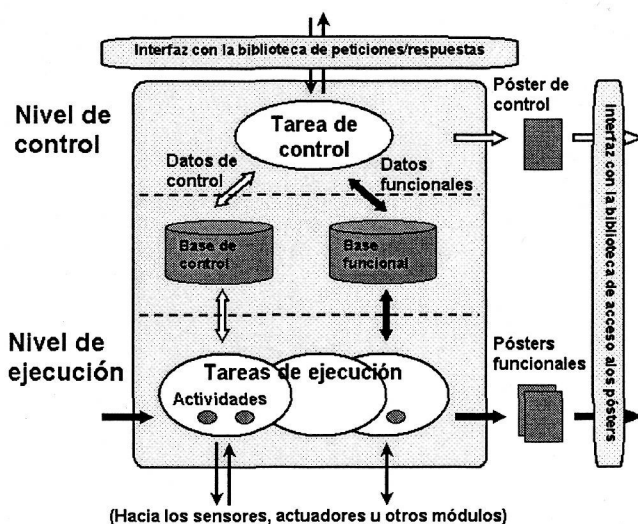 Interfaz con la biblioteca de peticiones/respuestas
Nivel de
control
Tarea de
control
Póster de
control
Datos de
control
Datos
funcionales
Base de
control
Base
funcional
Interfaz con la biblioteca de acceso alos pósters
Nivel de
ejecución
Tareas de ejecución
Actividades
Pósters
funcionales
(Hacia los sensores, actuadores u otros módulos)